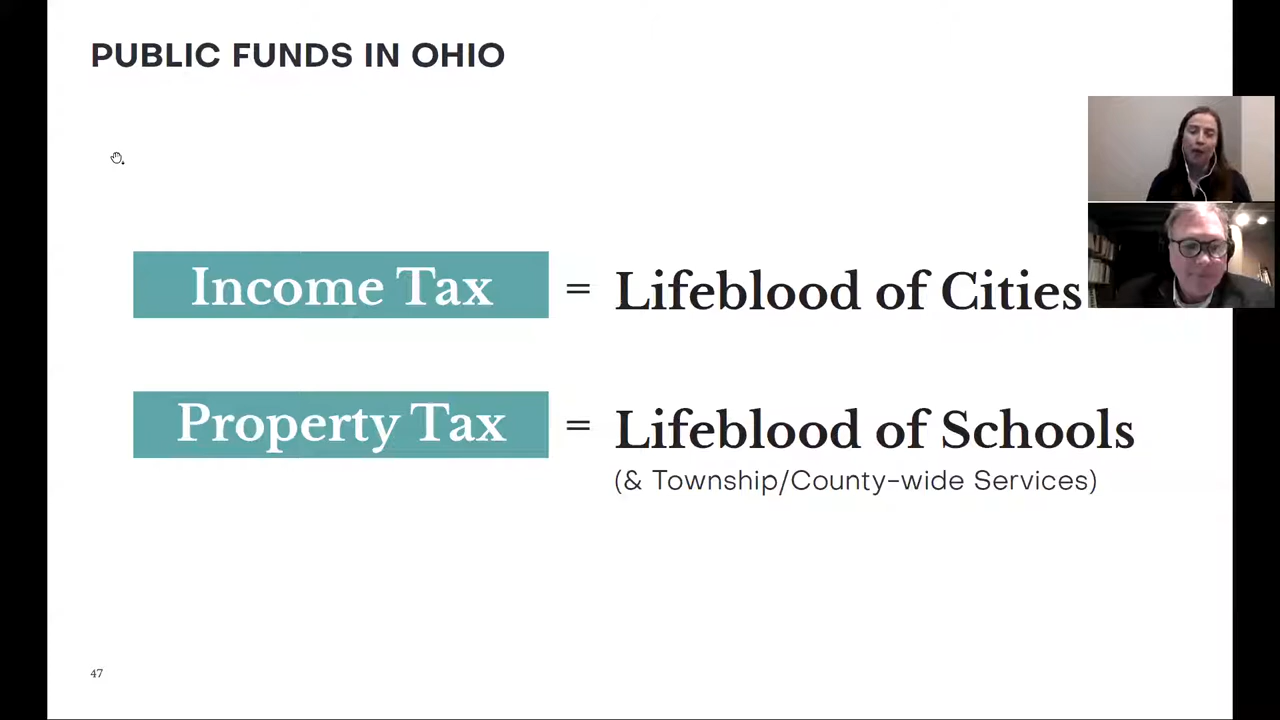 PUBLIC FUNDS IN OHIO
Income Tax = Lifeblood of Cities
Property Tax = Lifeblood of Schools
(& Township/County-wide Services)
47